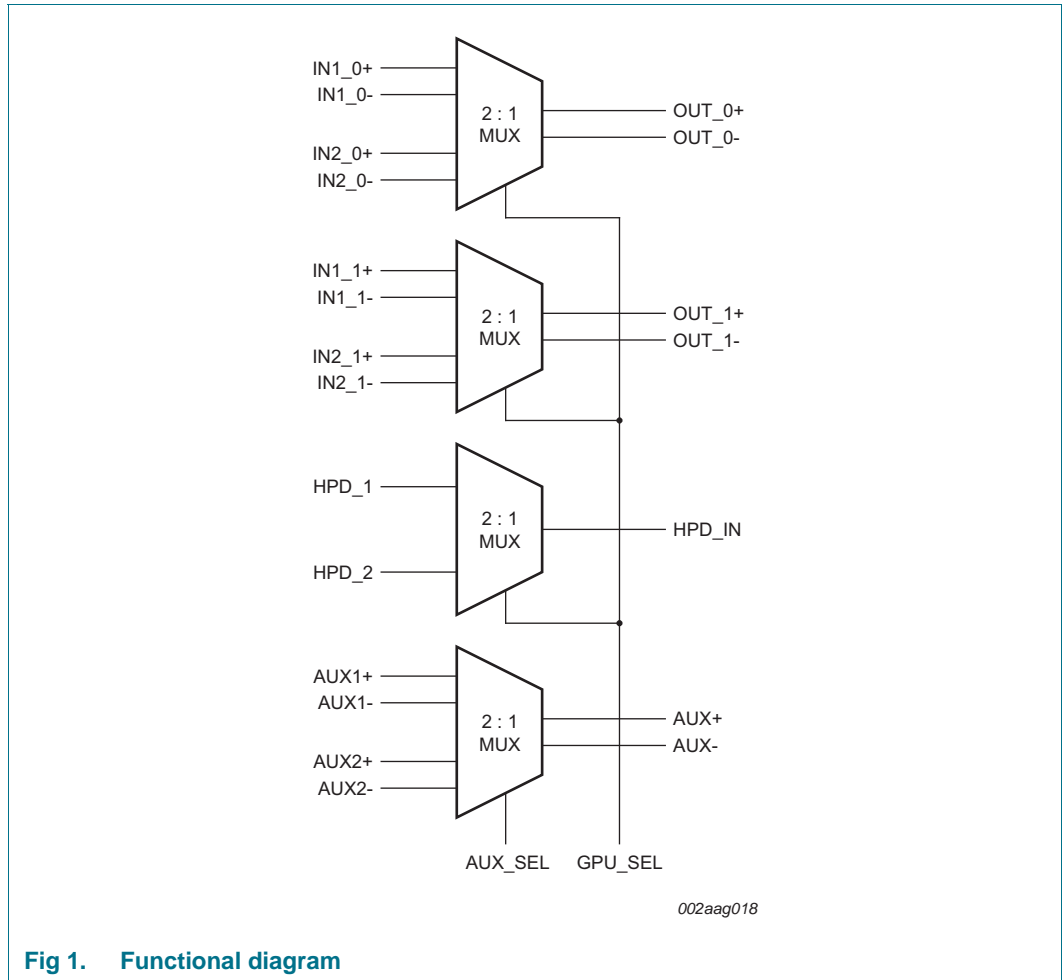 IN1_0+
IN1_0-
IN2_0+
IN2_0-
2 : 1
MUX
OUT_0+
OUT_0-
IN1_1+
IN1_1-
IN2_1+
IN2_1-
2 : 1
MUX
OUT_1+
OUT_1-
HPD_1
HPD_2
2 : 1
MUX
HPD_IN
AUX1+
AUX1-
AUX2+
AUX2-
2 : 1
MUX
AUX+
AUX-
AUX_SEL GPU_SEL
002aag018
Fig 1. Functional diagram